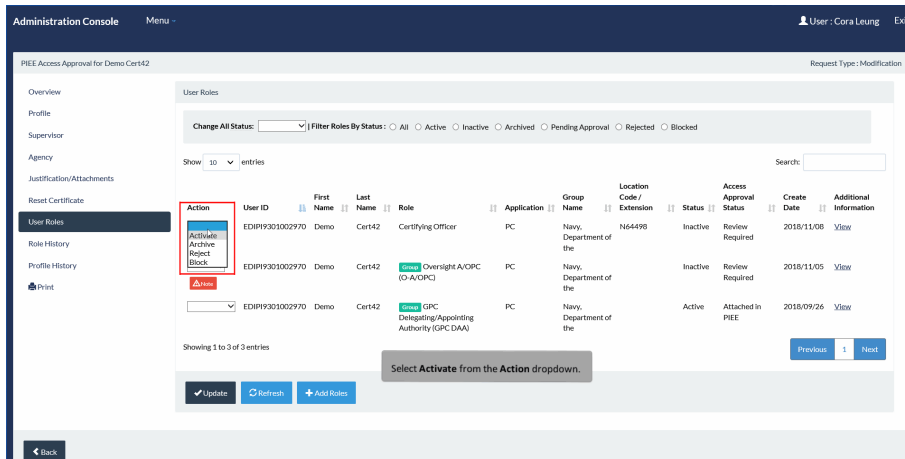 Administration Console Menu User : Cora Leung Exi
PIEE Access Approval for Demo Cert42 Request Type : Modification
Overview
Profile
Supervisor
Agency
Justification/Attachments
Reset Certificate
User Roles
Role History
Profile History
Print
User Roles
Change All Status: | Filter Roles By Status : All Active Inactive Archived Pending Approval Rejected Blocked
Show 10 entries Search:
Action User ID First Name Last Name Role Application Group Name Location Code / Extension Status Access Approval Status Create Date Additional Information
Activate
Archive
Reject
Block
EDIPI9301002970 Demo Cert42 Certifying Officer PC Navy, Department of the N64498 Inactive Review Required 2018/11/08 View
Note
EDIPI9301002970 Demo Cert42 Group Oversight A/OPC (O-A/OPC) PC Navy, Department of the Inactive Review Required 2018/11/05 View
EDIPI9301002970 Demo Cert42 Group GPC Delegating/Appointing Authority (GPC DAA) PC Navy, Department of the Active Attached in PIEE 2018/09/26 View
Showing 1 to 3 of 3 entries Previous 1 Next
Select Activate from the Action dropdown.
Update Refresh Add Roles
Back